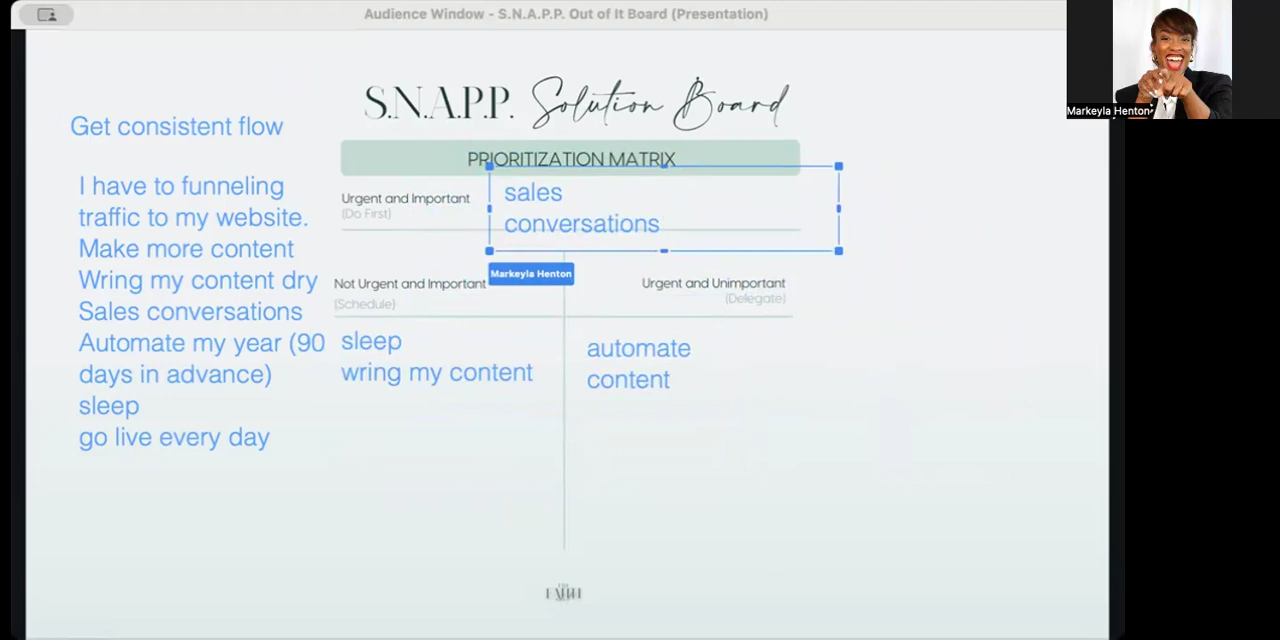 Audience Window - S.N.A.P.P. Out of It Board (Presentation)
Markeyla Henton
S.N.A.P.P. Solution Board
PRIORITIZATION MATRIX
Get consistent flow
I have to funneling
traffic to my website.
Make more content
Wring my content dry
Sales conversations
Automate my year (90
days in advance)
sleep
go live every day
Urgent and Important
(Do First)
sales
conversations
Markeyla Henton
Not Urgent and Important
(Schedule)
sleep
wring my content
Urgent and Unimportant
(Delegate)
automate
content